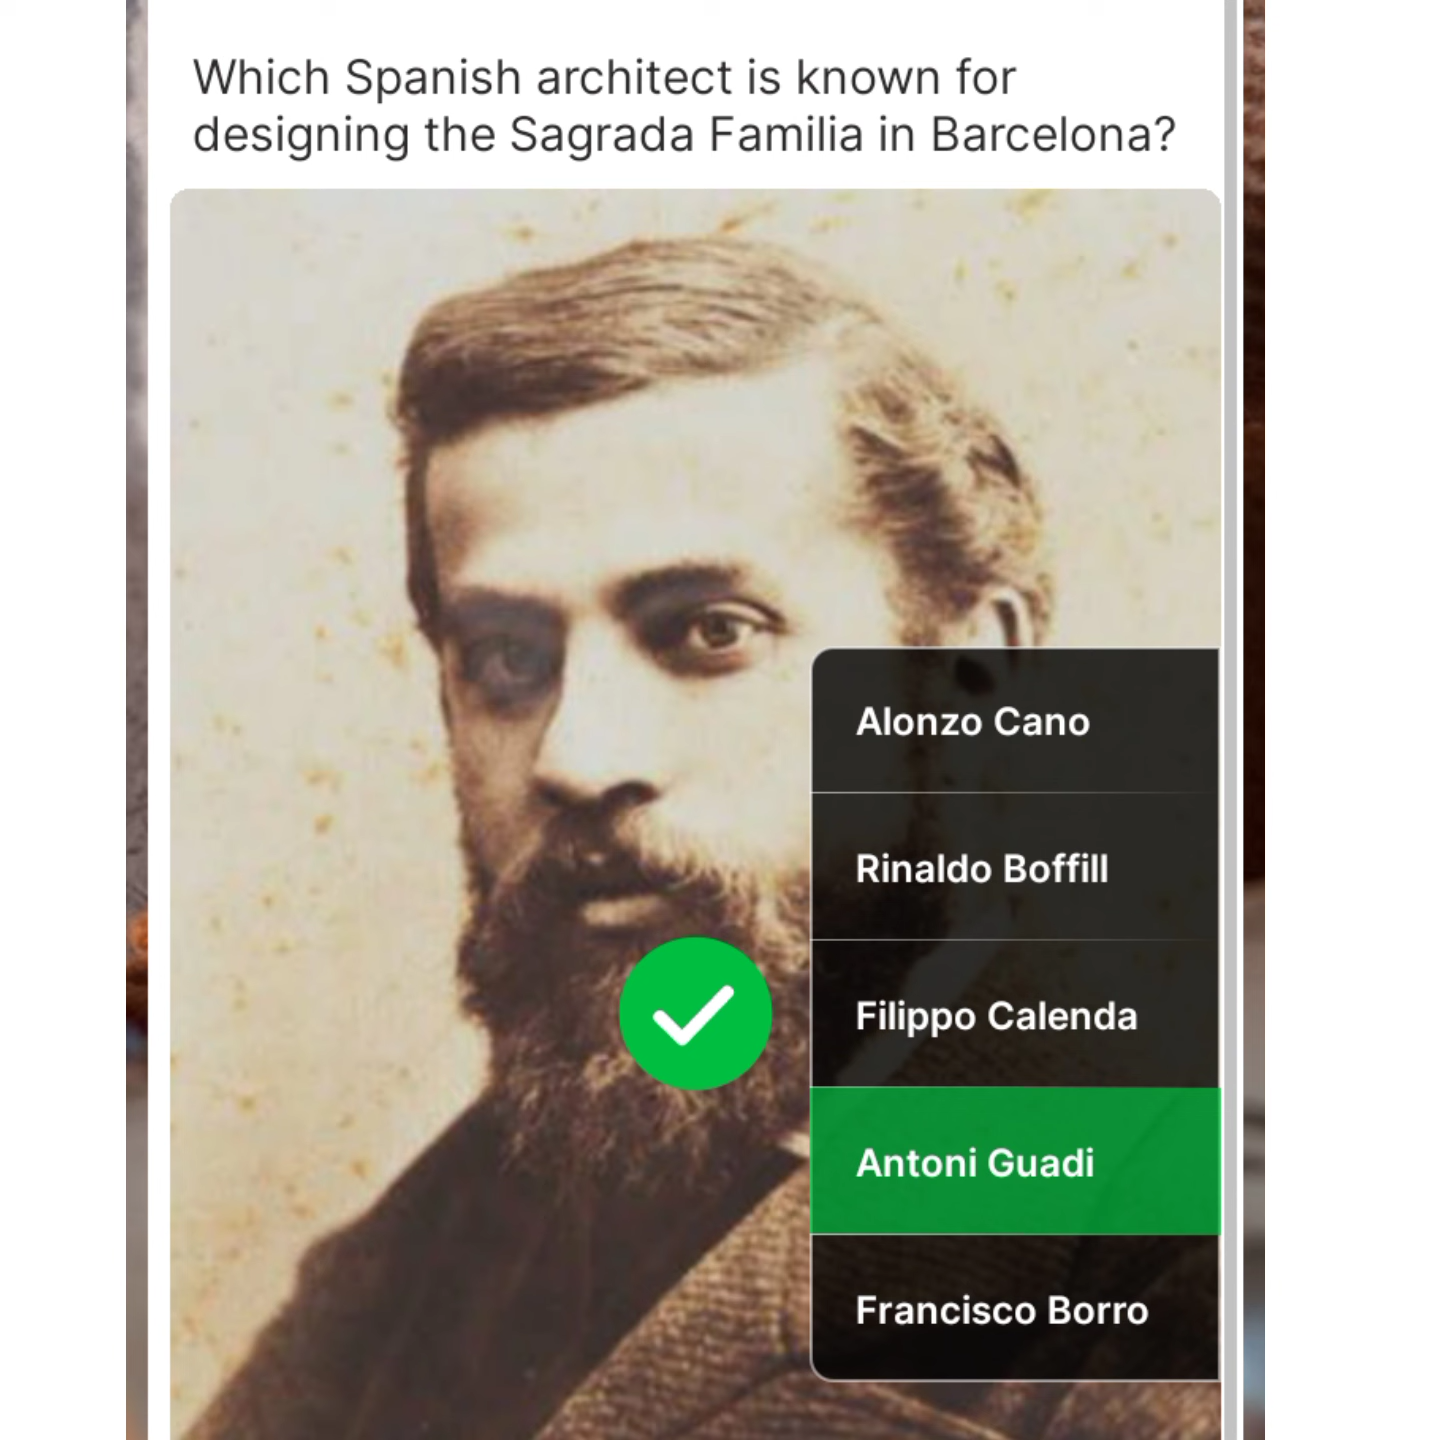 Which Spanish architect is known for
designing the Sagrada Familia in Barcelona?
Alonzo Cano
Rinaldo Boffill
Filippo Calenda
Antoni Guadi
Francisco Borro